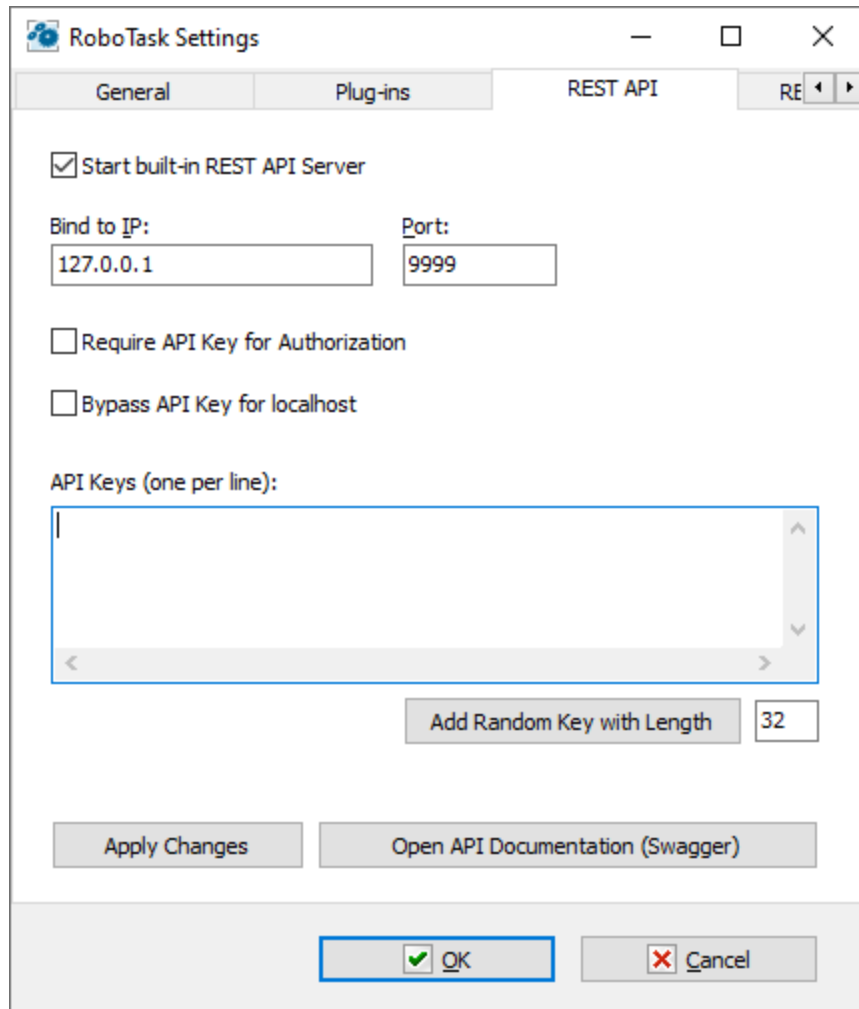 RoboTask Settings
General Plug-ins REST API RE
Start built-in REST API Server
Bind to IP: Port:
127.0.0.1 9999
Require API Key for Authorization
Bypass API Key for localhost
API Keys (one per line):
Add Random Key with Length 32
Apply Changes Open API Documentation (Swagger)
OK Cancel